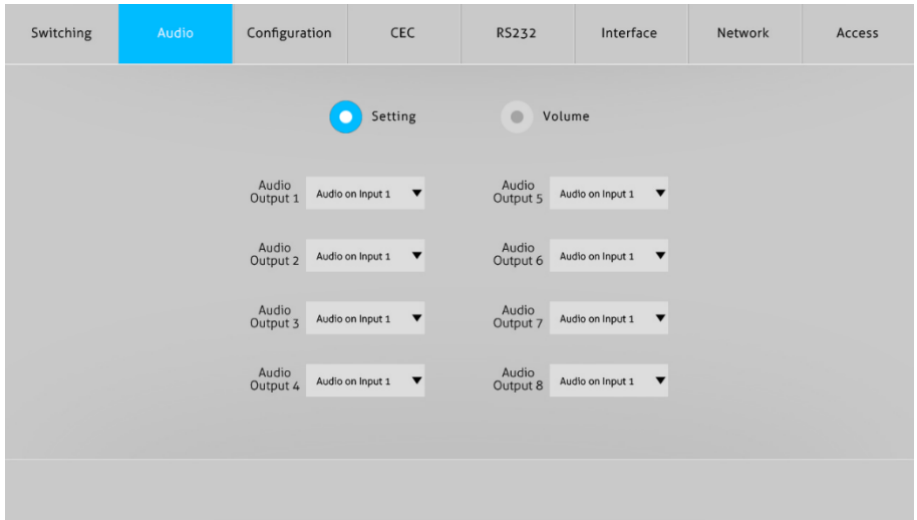 Switching Audio Configuration CEC RS232 Interface Network Access
Setting Volume
Audio
Output 1 Audio on Input 1
Audio
Output 5 Audio on Input 1
Audio
Output 2 Audio on Input 1
Audio
Output 6 Audio on Input 1
Audio
Output 3 Audio on Input 1
Audio
Output 7 Audio on Input 1
Audio
Output 4 Audio on Input 1
Audio
Output 8 Audio on Input 1